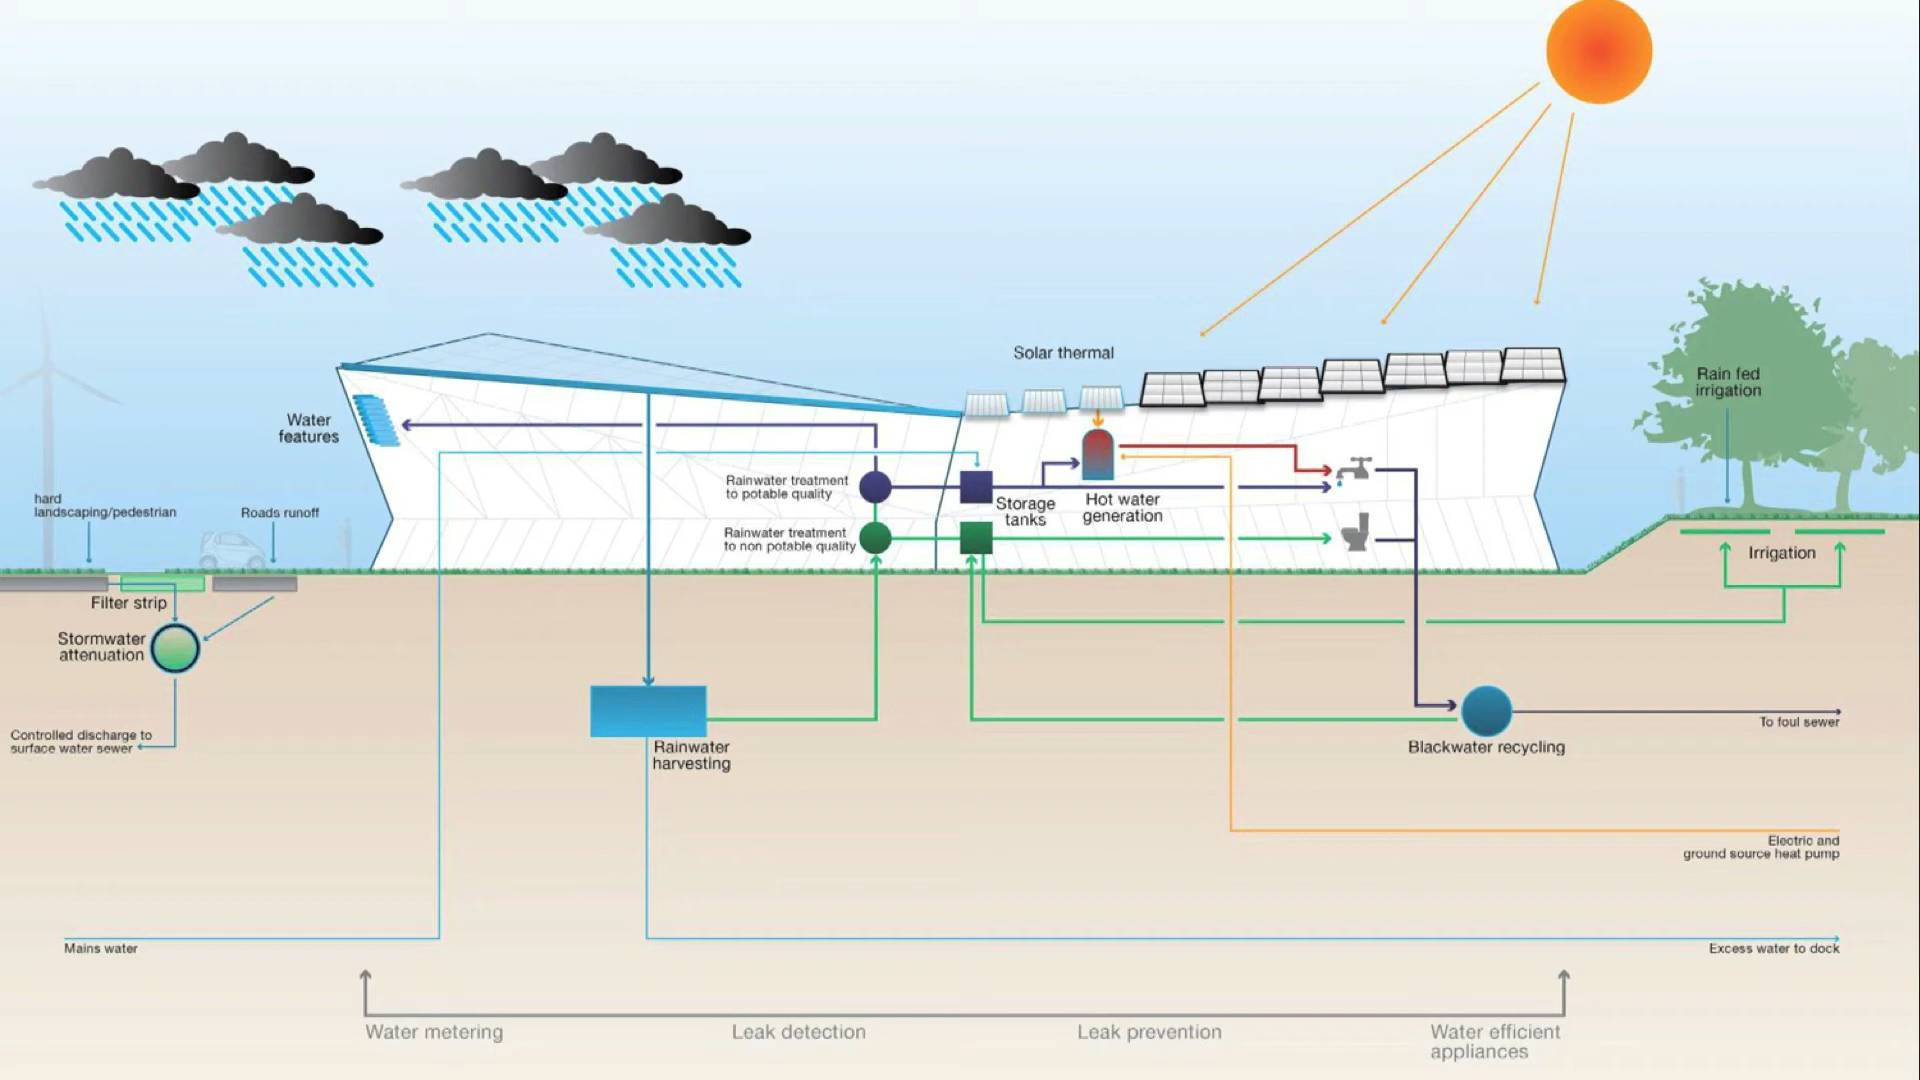 Solar thermal
Rain fed
irrigation
Water
features
Rainwater treatment
to potable quality
hard
landscaping/pedestrian
Roads runoff
Storage
tanks
Hot water
generation
Rainwater treatment
to non potable quality
Irrigation
Filter strip
Stormwater
attenuation
Controlled discharge to
surface water sewer
Rainwater
harvesting
Blackwater recycling
To foul sewer
Electric and
ground source heat pump
Mains water
Excess water to dock
Water metering
Leak detection
Leak prevention
Water efficient
appliances